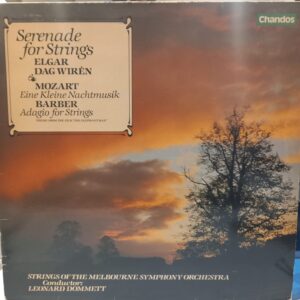 Chandos
Serenade
for Strings
ELGAR
DAG WIRÉN
MOZART
Eine Kleine Nachtmusik
BARBER
Adagio for Strings
STRINGS OF THE MELBOURNE SYMPHONY ORCHESTRA
Conductor:
LEONARD DOMMETT